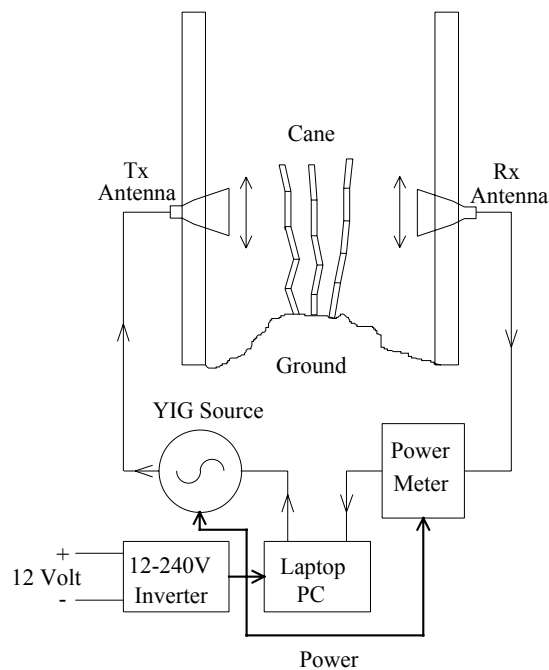 Cane
Tx
Antenna
Rx
Antenna
Ground
YIG Source
Power
Meter
+
12 Volt
-
12-240V
Inverter
Laptop
PC
Power